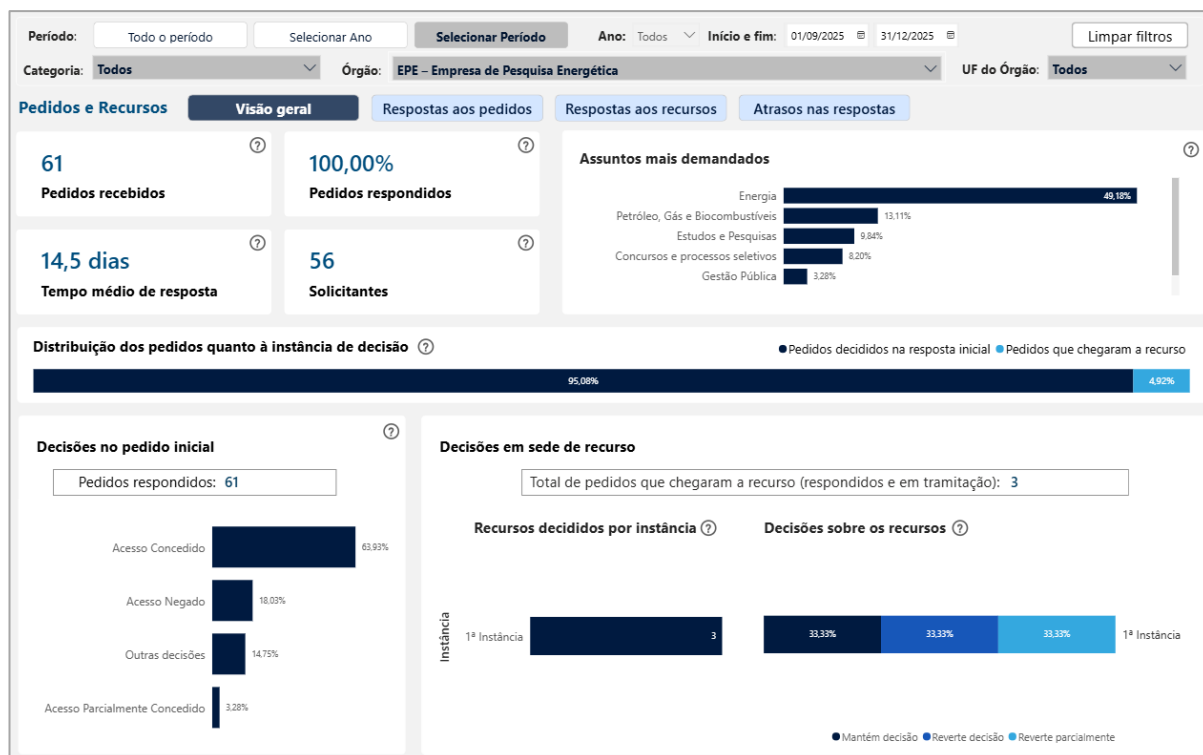 Período: Todo o período Selecionar Ano Selecionar Período Ano: Todos Início e fim: 01/09/2025 31/12/2025 Limpar filtros
Categoria: Todos Órgão: EPE – Empresa de Pesquisa Energética UF do Órgão: Todos
Pedidos e Recursos Visão geral Respostas aos pedidos Respostas aos recursos Atrasos nas respostas
61
Pedidos recebidos
100,00%
Pedidos respondidos
14,5 dias
Tempo médio de resposta
56
Solicitantes
Assuntos mais demandados
Energia 49,18%
Petróleo, Gás e Biocombustíveis 13,11%
Estudos e Pesquisas 9,84%
Concursos e processos seletivos 8,20%
Gestão Pública 3,28%
Distribuição dos pedidos quanto à instância de decisão Pedidos decididos na resposta inicial Pedidos que chegaram a recurso
95,08% 4,92%
Decisões no pedido inicial
Pedidos respondidos: 61
Acesso Concedido 63,93%
Acesso Negado 18,03%
Outras decisões 14,75%
Acesso Parcialmente Concedido 3,28%
Decisões em sede de recurso
Total de pedidos que chegaram a recurso (respondidos e em tramitação): 3
Recursos decididos por instância
Instância
1ª Instância 3
Decisões sobre os recursos
33,33% 33,33% 33,33% 1ª Instância
Mantém decisão Reverte decisão Reverte parcialmente